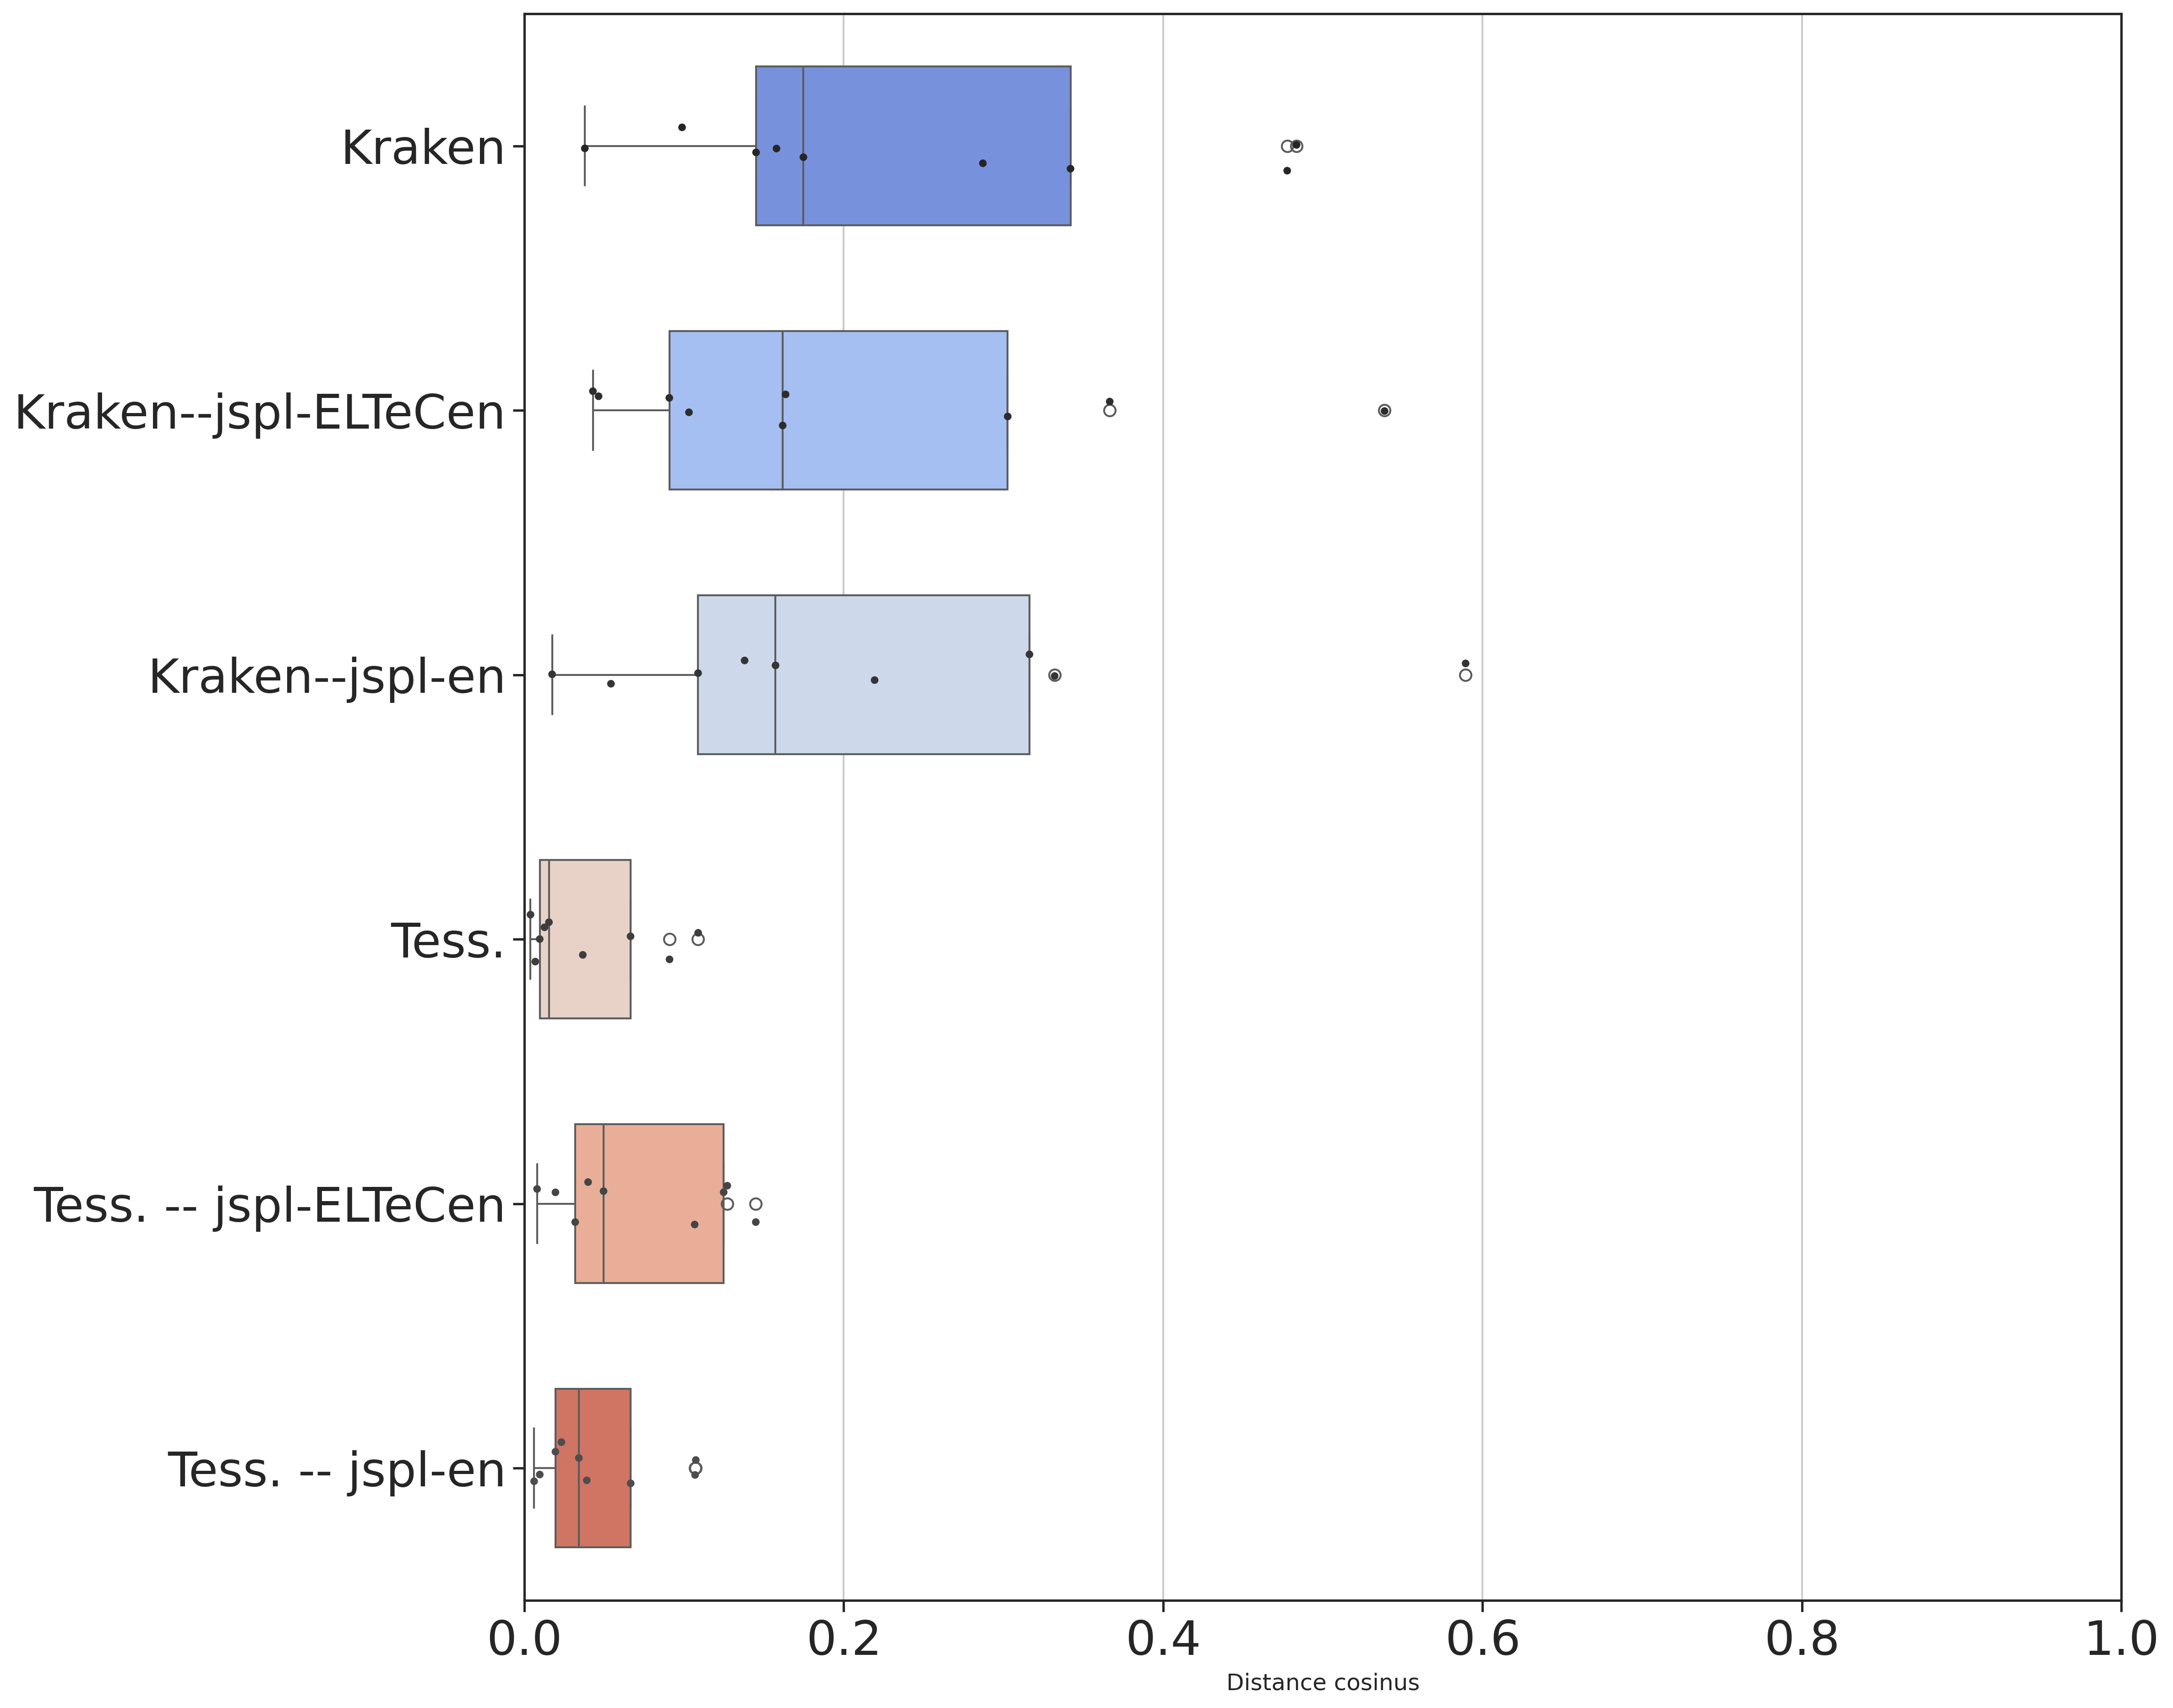 Kraken
Kraken--jspl-ELTeCen
Kraken--jspl-en
Tess.
Tess. -- jspl-ELTeCen
Tess. -- jspl-en
0.0 0.2 0.4 0.6 0.8 1.0
Distance cosinus